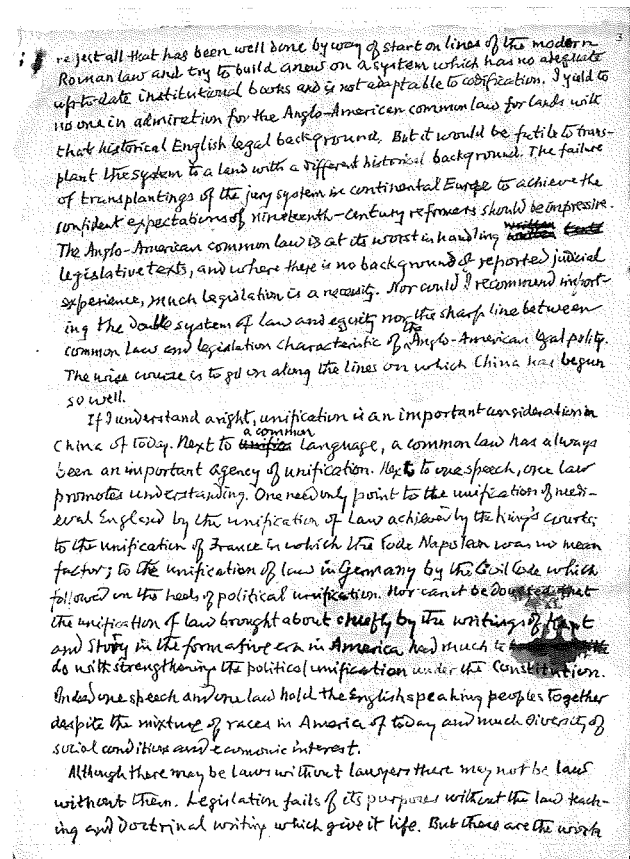 3
reject all that has been well done by way of start on lines of the modern
Roman law and try to build anew on a system which has no adequate
up-to-date institutional books and is not adaptable to codification. I yield to
no one in admiration for the Anglo-American common law for lands with
that historical English legal background. But it would be futile to trans-
plant the system to a land with a different historical background. The failure
of transplantings of the jury system in continental Europe to achieve the
confident expectations of nineteenth-century reformers should be impressive.
The Anglo-American common law is at its worst in handling written texts
legislative texts, and where there is no background of reported judicial
experience, much legislation is a necessity. Nor could I recommend import-
ing the double system of law and equity nor the sharp line between
common law and legislation characteristic of the Anglo-American legal polity.
The wise course is to go on along the lines on which China has begun
so well.
If I understand aright, unification is an important consideration in
China of today. Next to a common language, a common law has always
been an important agency of unification. Next to one speech, one law
promotes understanding. One need only point to the unification of medi-
eval England by the unification of law achieved by the King's courts;
to the unification of France in which the Code Napoleon was no mean
factor; to the unification of law in Germany by the Civil Code which
followed on the heels of political unification. Nor can it be doubted that
the unification of law brought about chiefly by the writings of Kent
and Story in the formative era in America had much to
do with strengthening the political unification under the Constitution.
Indeed one speech and one law hold the English speaking peoples together
despite the mixture of races in America of today and much diversity of
social conditions and economic interest.
Although there may be laws without lawyers there may not be law
without them. Legislation fails of its purposes without the law teach-
ing and doctrinal writing which give it life. But these are the work